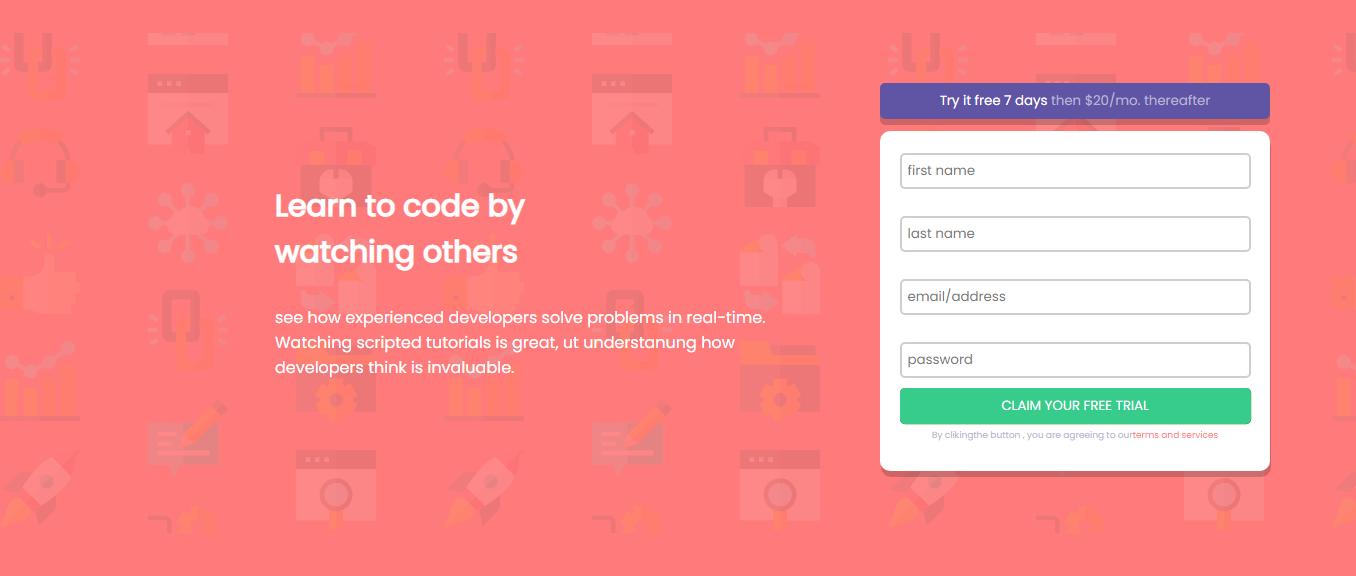 Learn to code by
watching others
see how experienced developers solve problems in real-time.
Watching scripted tutorials is great, ut understanung how
developers think is invaluable.
Try it free 7 days then $20/mo. thereafter
first name
last name
email/address
password
CLAIM YOUR FREE TRIAL
By clikingthe button , you are agreeing to ourterms and services